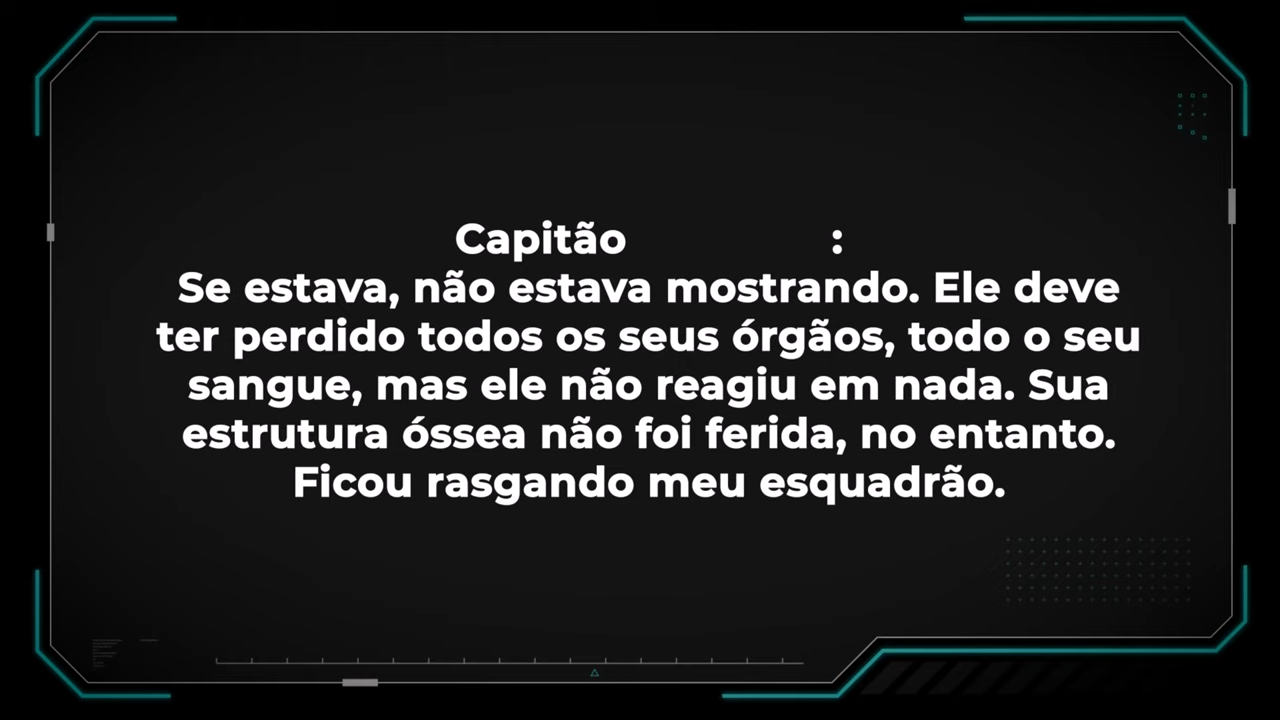 Capitão :
Se estava, não estava mostrando. Ele deve
ter perdido todos os seus órgãos, todo o seu
sangue, mas ele não reagiu em nada. Sua
estrutura óssea não foi ferida, no entanto.
Ficou rasgando meu esquadrão.